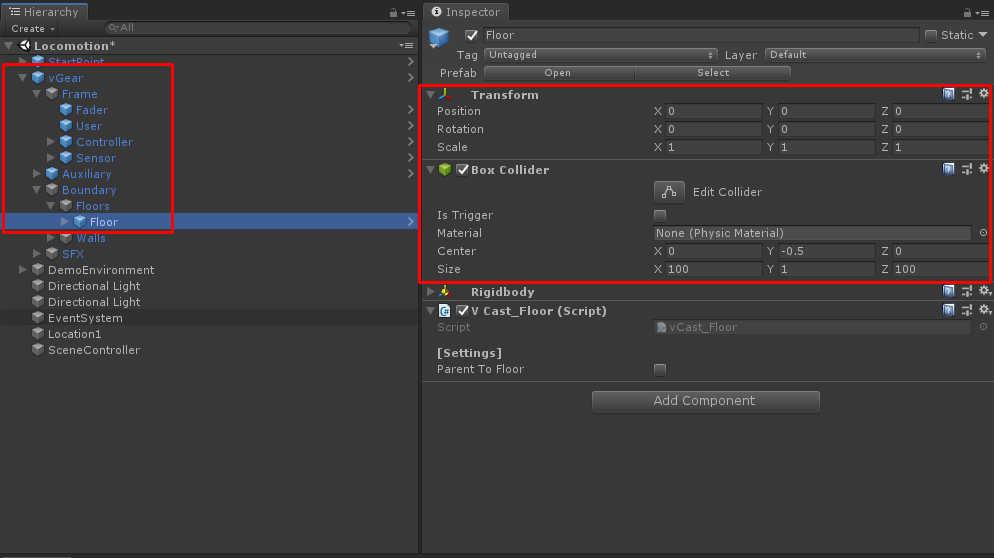 Hierarchy
Create
All
Locomotion*
StartPoint
vGear
Frame
Fader
User
Controller
Sensor
Auxiliary
Boundary
Floors
Floor
Walls
SFX
DemoEnvironment
Directional Light
Directional Light
EventSystem
Location1
SceneController
Inspector
Floor Static
Tag Untagged Layer Default
Prefab Open Select
Transform
Position X 0 Y 0 Z 0
Rotation X 0 Y 0 Z 0
Scale X 1 Y 1 Z 1
Box Collider
Edit Collider
Is Trigger
Material None (Physic Material)
Center X 0 Y -0.5 Z 0
Size X 100 Y 1 Z 100
Rigidbody
V Cast_Floor (Script)
Script vCast_Floor
[Settings]
Parent To Floor
Add Component